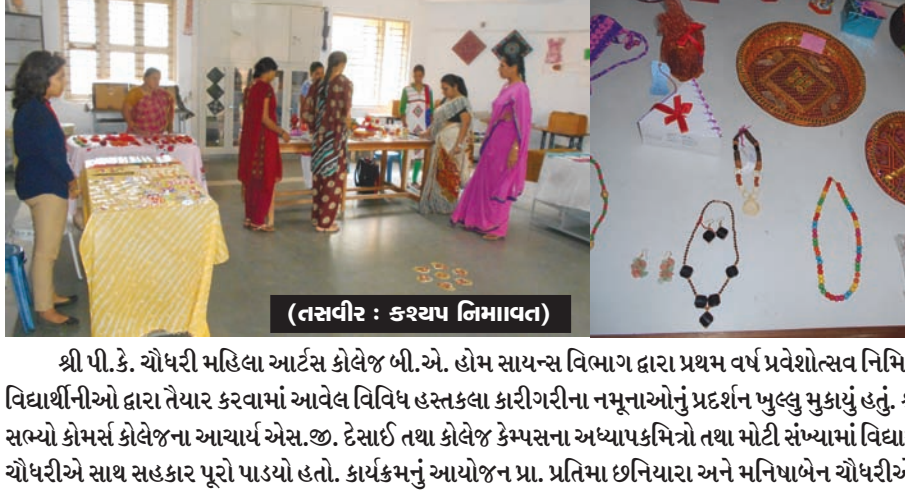 (તસવીર : કશ્યપ નિમાવત)
શ્રી પી.કે. ચૌધરી મહિલા આર્ટસ કોલેજ બી.એ. હોમ સાયન્સ વિભાગ દ્વારા પ્રથમ વર્ષ પ્રવેશોત્સવ
વિદ્યાર્થીનીઓ દ્વારા તૈયાર કરવામાં આવેલ વિવિધ હસ્તકલા કારીગરીના નમૂનાઓનું પ્રદર્શન ખુલ્લુ મુકાયું હતું.
સભ્યો કોમર્સ કોલેજના આચાર્ય એસ.જી. દેસાઈ તથા કોલેજ કેમ્પસના અધ્યાપકમિત્રો તથા મોટી સંખ્યામાં
ચૌધરીએ સાથ સહકાર પૂરો પાડયો હતો. કાર્યક્રમનું આયોજન પ્રા. પ્રતિમા છનિયારા અને મનિષાબેન ચૌધરીએ